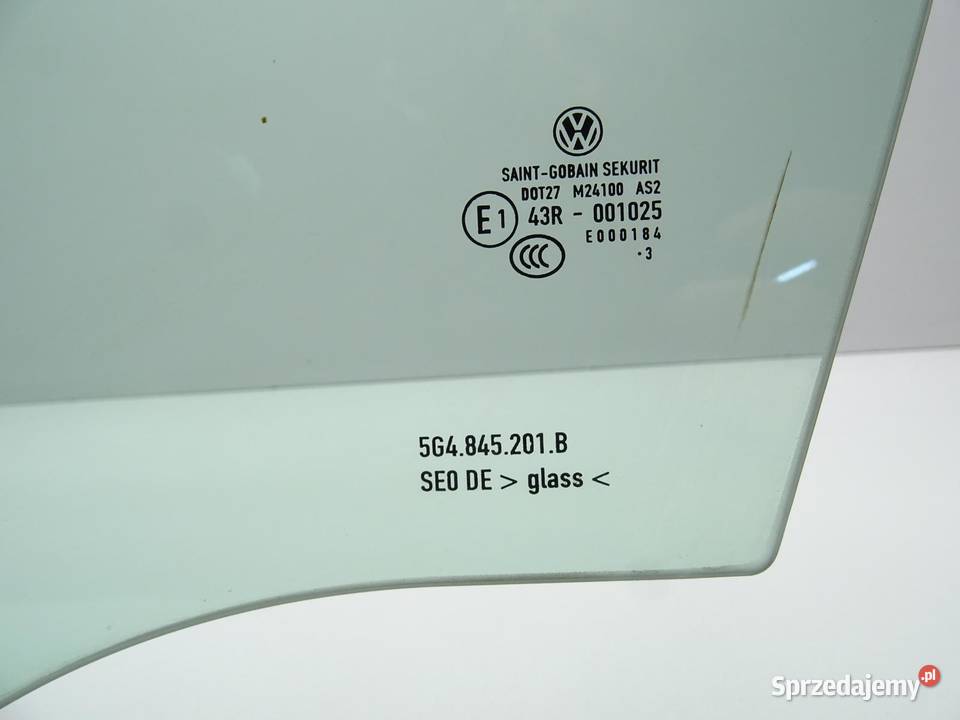 SAINT-GOBAIN SEKURIT
DOT27 M24100 AS2
E1 43R - 001025
E000184
CCC .3
5G4.845.201.B
SEO DE > glass <
Sprzedajemy.pl